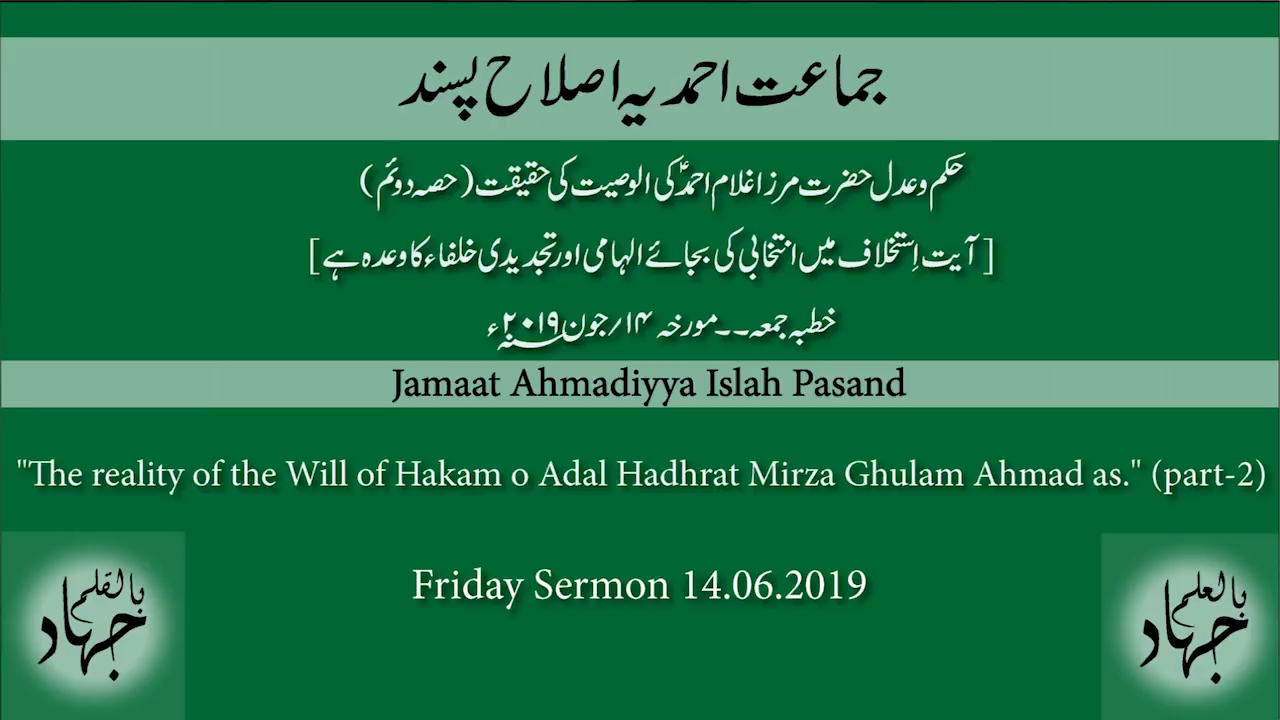 جماعت احمدیہ اصلاح پسند
حکم و عدل حضرت مرزا غلام احمدؑ کی الوصیت کی حقیقت (حصہ دوئم)
[آیت اِستخلاف میں انتخابی کی بجائے الہامی اور تجدیدی خلفاء کا وعدہ ہے]
خطبہ جمعہ۔۔مورخہ ۱۴/جون ۲۰۱۹؁ء
Jamaat Ahmadiyya Islah Pasand
"The reality of the Will of Hakam o Adal Hadhrat Mirza Ghulam Ahmad as." (part-2)
Friday Sermon 14.06.2019
جہاد بالقلم
جہاد بالعلم